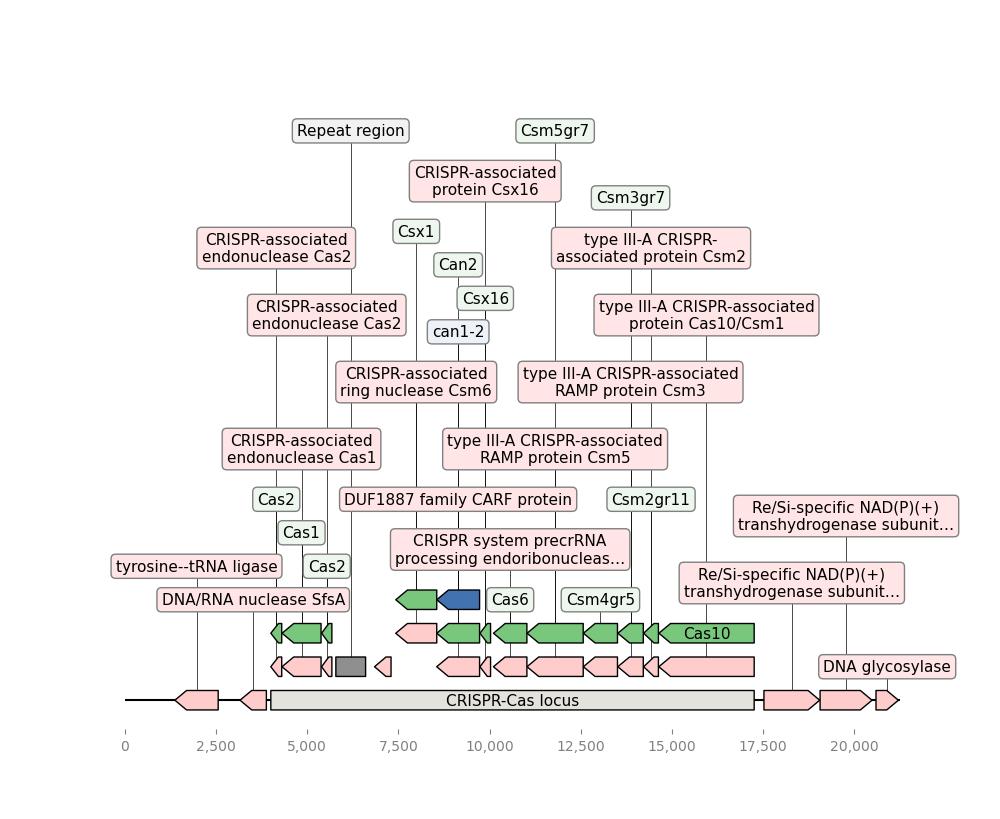 Repeat region
Csm5gr7
CRISPR-associated
protein Csx16
Csm3gr7
Csx1
CRISPR-associated
endonuclease Cas2
type III-A CRISPR-
associated protein Csm2
Can2
Csx16
CRISPR-associated
endonuclease Cas2
type III-A CRISPR-associated
protein Cas10/Csm1
can1-2
CRISPR-associated
ring nuclease Csm6
type III-A CRISPR-associated
RAMP protein Csm3
CRISPR-associated
endonuclease Cas1
type III-A CRISPR-associated
RAMP protein Csm5
Cas2
DUF1887 family CARF protein
Csm2gr11
Re/Si-specific NAD(P)(+)
transhydrogenase subunit...
Cas1
CRISPR system precrRNA
processing endoribonucleas...
tyrosine--tRNA ligase
Cas2
Re/Si-specific NAD(P)(+)
transhydrogenase subunit...
DNA/RNA nuclease SfsA
Cas6
Csm4gr5
Cas10
DNA glycosylase
CRISPR-Cas locus
0
2,500
5,000
7,500
10,000
12,500
15,000
17,500
20,000